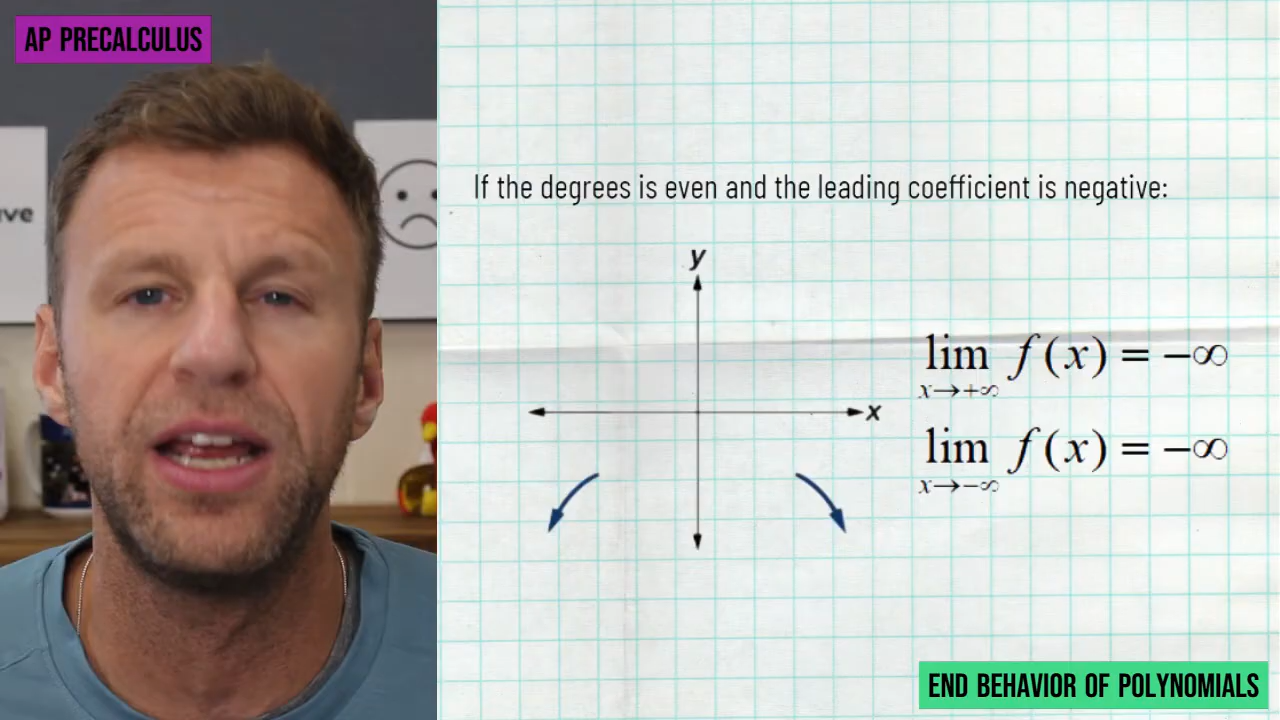 AP PRECALCULUS
ve
If the degrees is even and the leading coefficient is negative:
y
x
lim f(x) = −∞
x→+∞
lim f(x) = −∞
x→−∞
END BEHAVIOR OF POLYNOMIALS